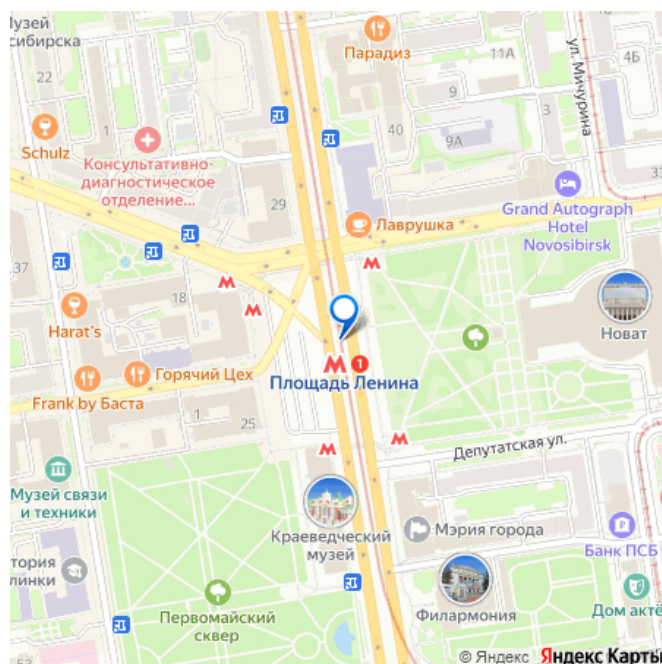 Музей
сибирска
22
1
Schulz
Консультативно-
диагностическое
отделение...
Парадиз
11А
4Б
9
3
40
9А
ул. Мичурина
29
Лаврушка
Grand Autograph
Hotel
Novosibirsk
37
18
Harat's
Новат
Горячий Цех
1
Площадь Ленина
Frank by Баста
1
25
Депутатская ул.
Музей связи
и техники
Краеведческий
музей
Мэрия города
Банк ПСБ
тория
линки
Первомайский
сквер
Филармония
Дом актё
© Яндекс Яндекс Карты